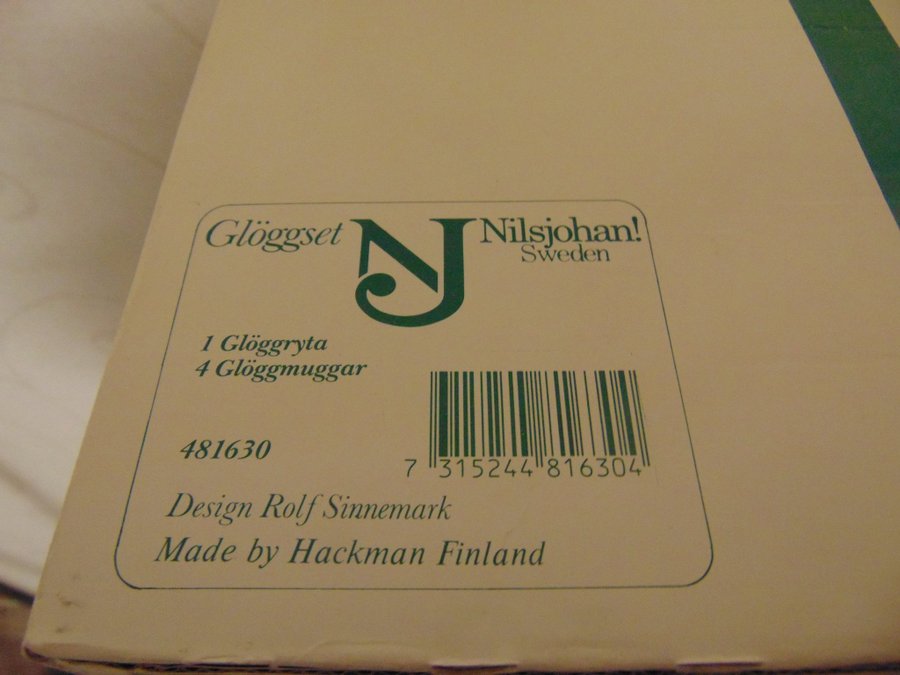 Glöggset NJ Nilsjohan!
Sweden
1 Glöggryta
4 Glöggmuggar
481630
7 315244 816304
Design Rolf Sinnemark
Made by Hackman Finland